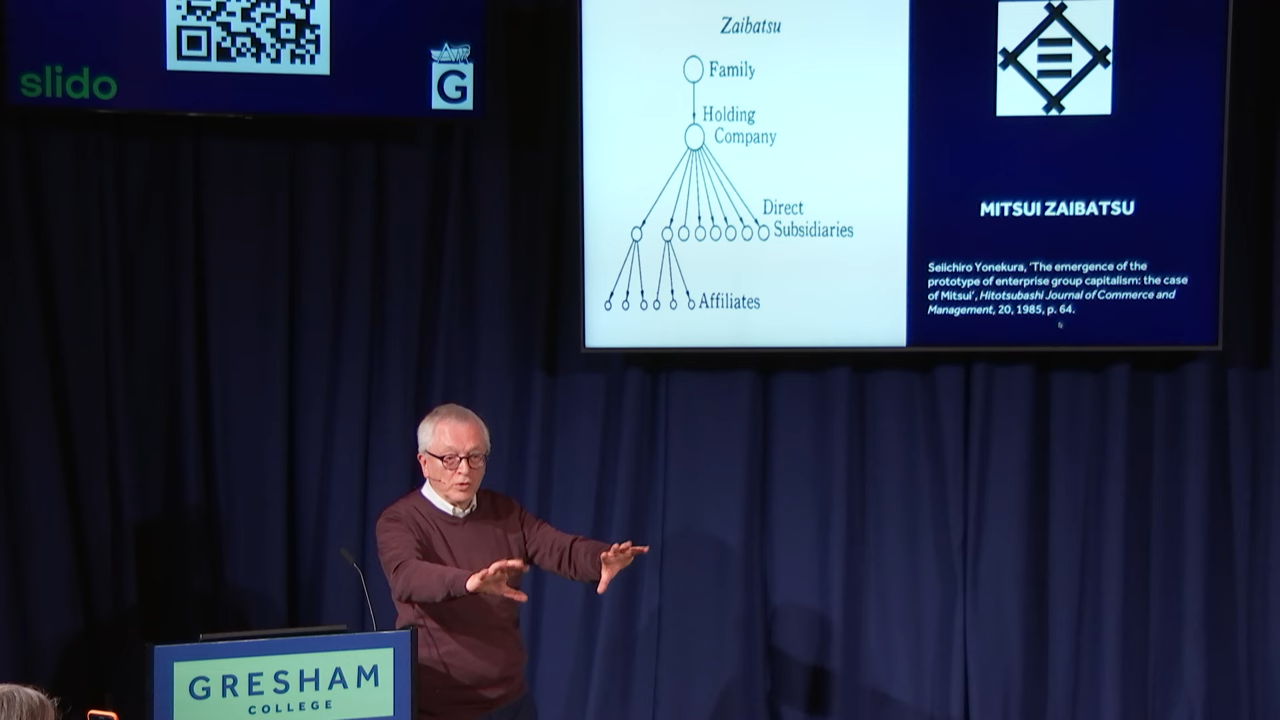 slido
G
Zaibatsu
Family
Holding
Company
Direct
Subsidiaries
Affiliates
三
MITSUI ZAIBATSU
Seiichiro Yonekura, 'The emergence of the
prototype of enterprise group capitalism: the case
of Mitsui', Hitotsubashi Journal of Commerce and
Management, 20, 1985, p. 64.
GRESHAM
COLLEGE